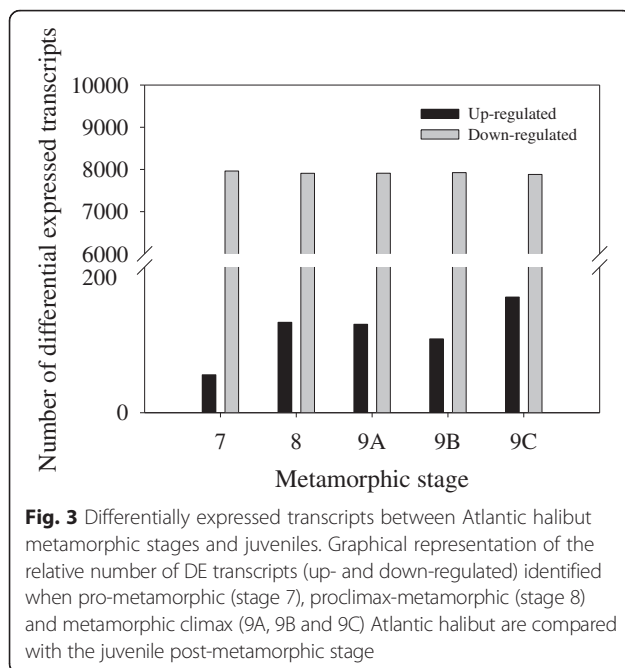 Number of differential expressed transcripts
10000
9000
8000
7000
6000
200
0
Up-regulated
Down-regulated
7 8 9A 9B 9C
Metamorphic stage
Fig. 3 Differentially expressed transcripts between Atlantic halibut
metamorphic stages and juveniles. Graphical representation of the
relative number of DE transcripts (up- and down-regulated) identified
when pro-metamorphic (stage 7), proclimax-metamorphic (stage 8)
and metamorphic climax (9A, 9B and 9C) Atlantic halibut are compared
with the juvenile post-metamorphic stage